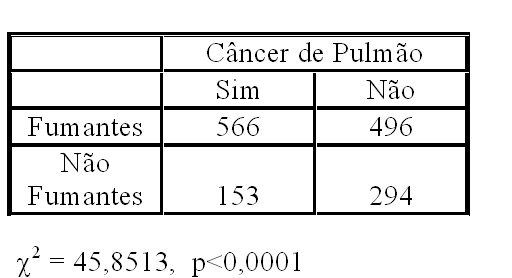 Câncer de Pulmão
Sim Não
Fumantes 566 496
Não
Fumantes 153 294
χ² = 45,8513, p<0,0001